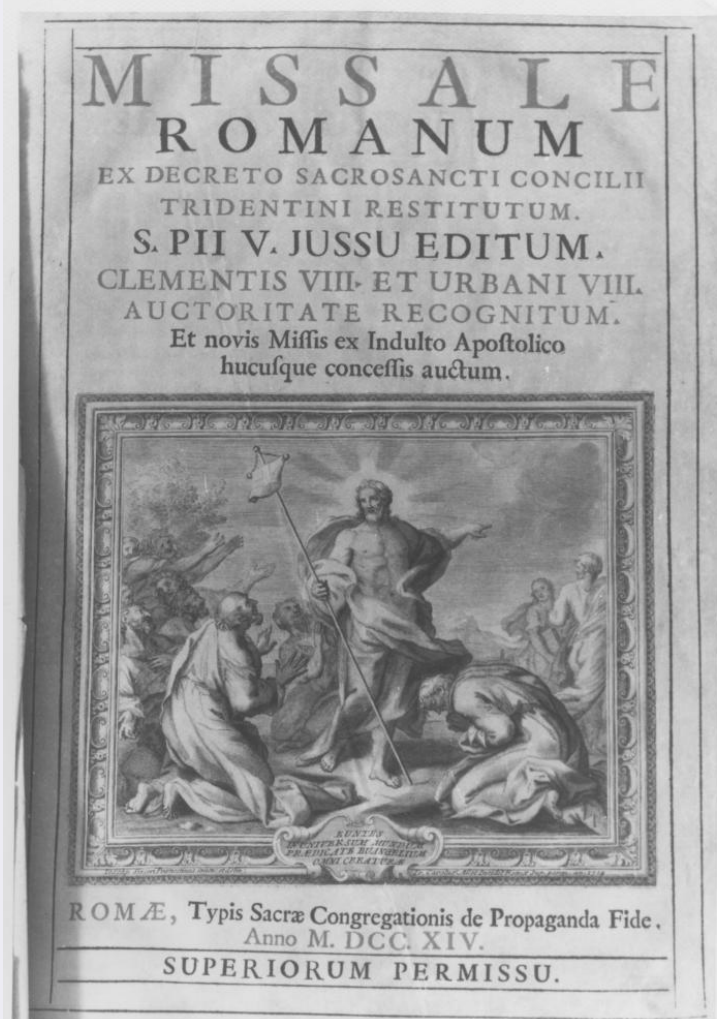 MISSALE
ROMANUM
EX DECRETO SACROSANCTI CONCILII
TRIDENTINI RESTITUTUM.
S. PII V. JUSSU EDITUM.
CLEMENTIS VIII. ET URBANI VIII.
AUCTORITATE RECOGNITUM.
Et novis Miſſis ex Indulto Apoſtolico
hucuſque conceſſis auctum.
EUNTES
IN UNIVERSUM MUNDUM
PRÆDICATE EUANGELIUM
OMNI CREATURÆ
ROMÆ, Typis Sacræ Congregationis de Propaganda Fide.
Anno M. DCC. XIV.
SUPERIORUM PERMISSU.